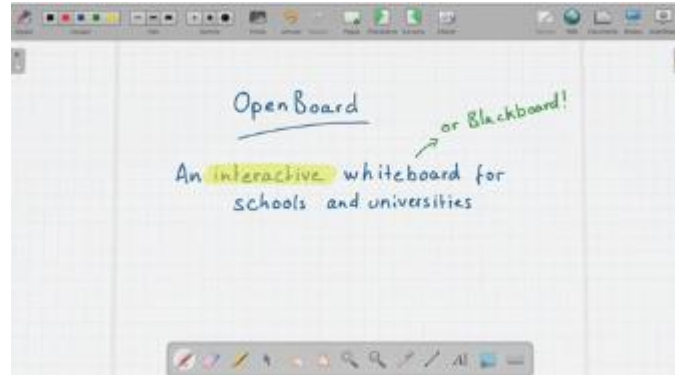 OpenBoard
or Blackboard!
An interactive whiteboard for
schools and universities